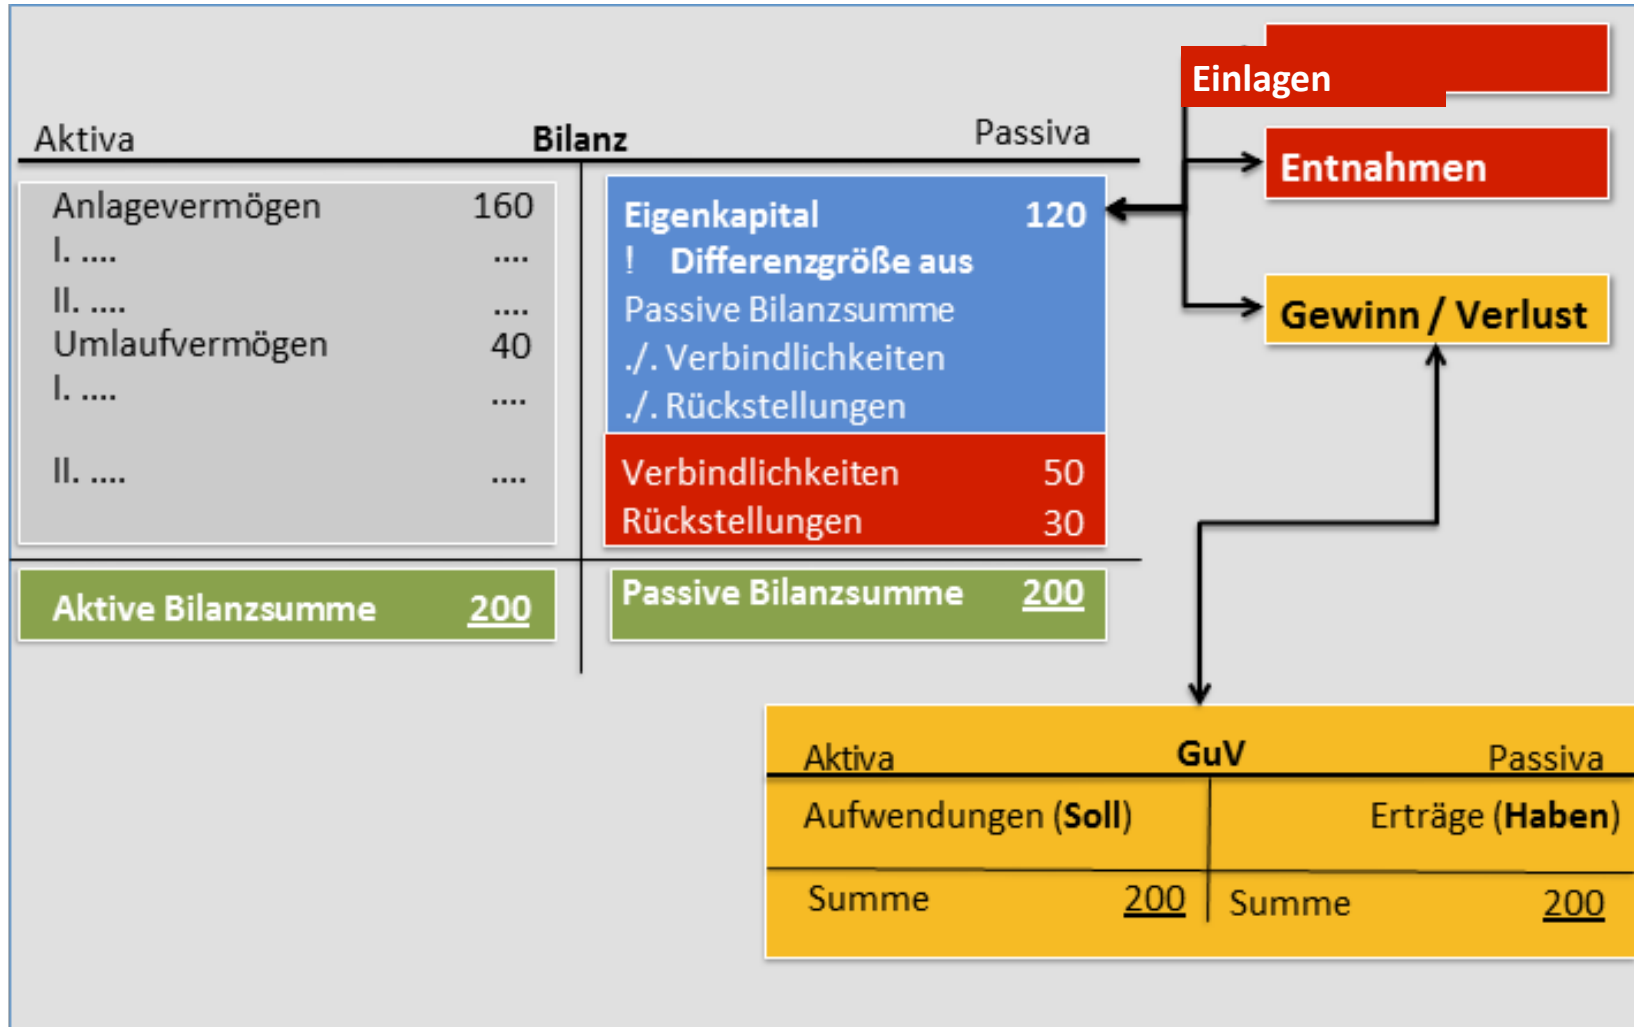 Einlagen
Entnahmen
Gewinn / Verlust
Aktiva Bilanz Passiva
Anlagevermögen 160
I. .... ....
II. .... ....
Umlaufvermögen 40
I. .... ....
II. .... ....
Aktive Bilanzsumme 200
Eigenkapital 120
! Differenzgröße aus
Passive Bilanzsumme
./. Verbindlichkeiten
./. Rückstellungen
Verbindlichkeiten 50
Rückstellungen 30
Passive Bilanzsumme 200
Aktiva GuV Passiva
Aufwendungen (Soll) Erträge (Haben)
Summe 200 Summe 200